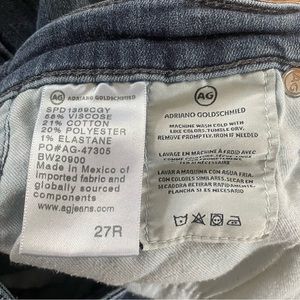 AG ADRIANO GOLDSCHMIED
SPD1389CGY
58% VISCOSE
21% COTTON
20% POLYESTER
1% ELASTANE
PO#AG-47305
BW20900
Made in Mexico of
imported fabric and
globally sourced
components
www.agjeans.com
27R
AG
ADRIANO GOLDSCHMIED
MACHINE WASH COLD WITH
LIKE COLORS. TUMBLE DRY.
REMOVE PROMPTLY. IRON IF
NEEDED.
LAVAGE EN MACHINE A FROID
AVEC
LAVAR A MAQUINA CON AGUA FRIA.
CON COLORES SIMILARES. SECAR EN
SECADORA RETIRAR RAPIDAMENTE.
PLANCHA SI ES NECESARIO.